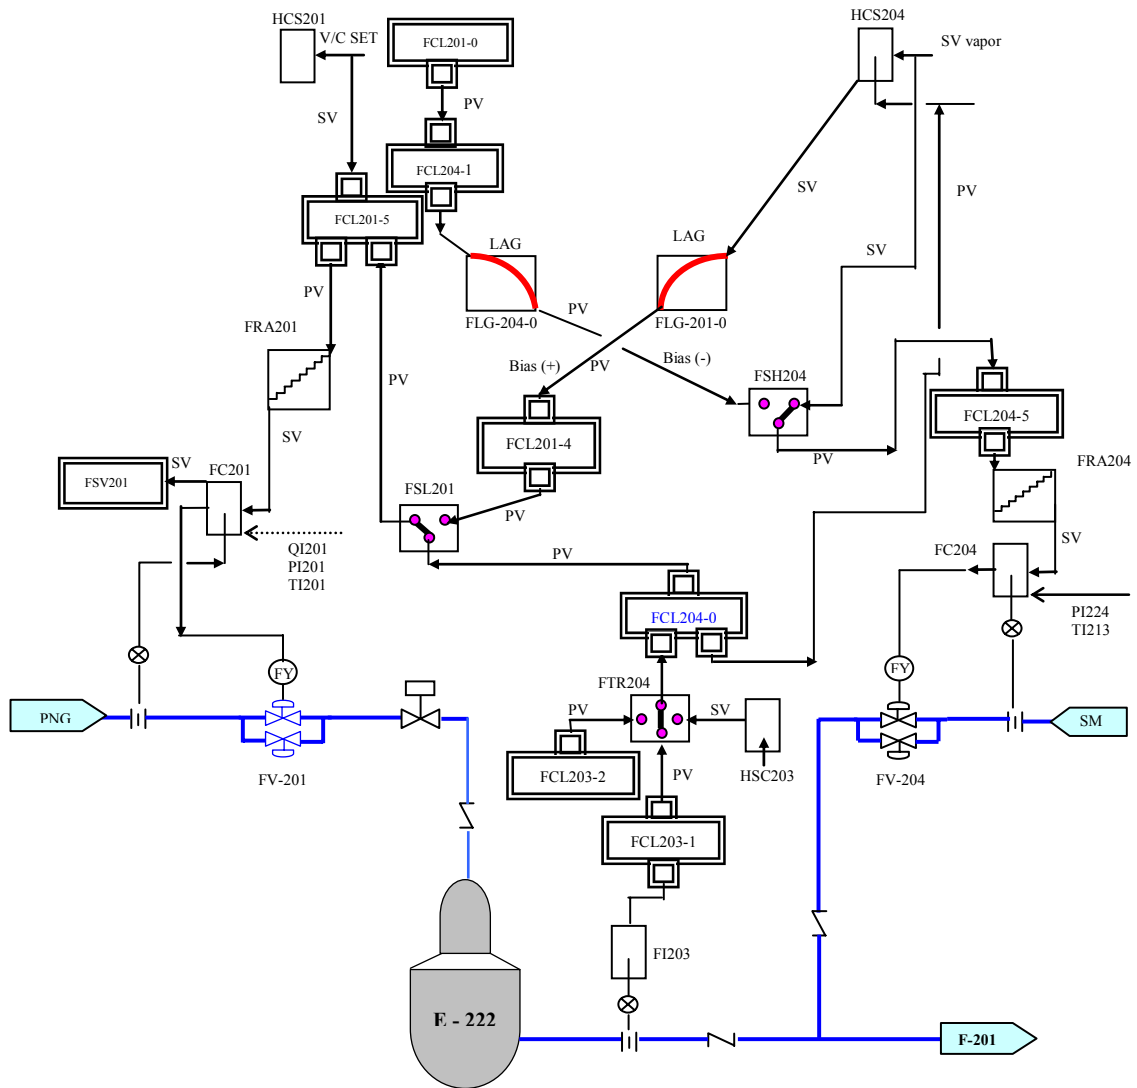 HCS201
V/C SET
FCL201-0
HCS204
SV vapor
PV
SV
FCL204-1
SV
PV
FCL201-5
LAG
LAG
SV
PV
PV
FLG-204-0
FLG-201-0
FRA201
Bias (+)
PV
Bias (-)
FSH204
PV
FCL204-5
SV
FCL201-4
PV
FRA204
SV
FC201
FSV201
FSL201
PV
SV
QI201
PI201
TI201
PV
FC204
FCL204-0
PI224
TI213
FY
FY
FTR204
PV
SV
PNG
SM
FCL203-2
PV
HSC203
FV-201
FV-204
FCL203-1
FI203
E - 222
F-201